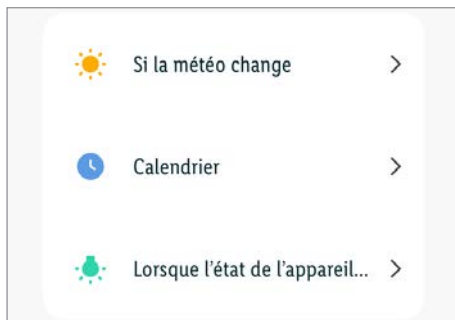 Si la météo change
Calendrier
Lorsque l’état de l’appareil...